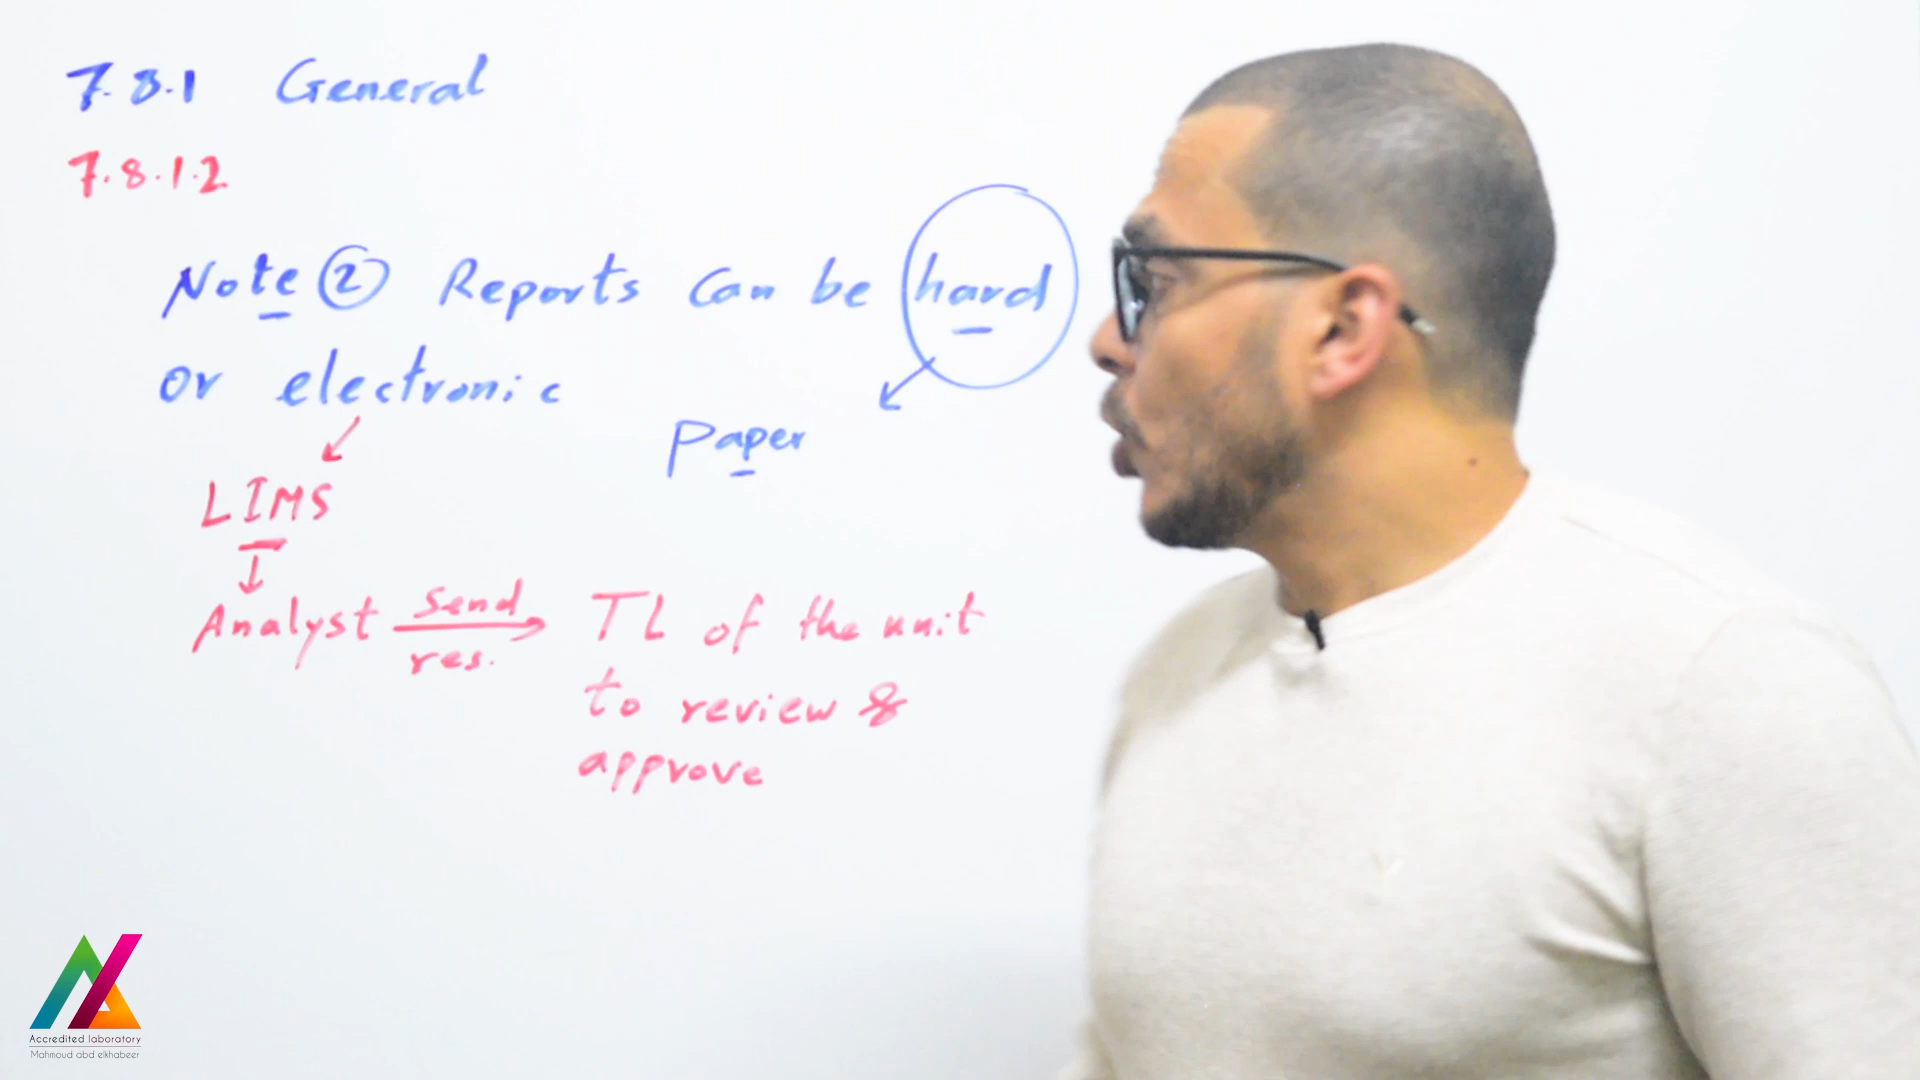 7.8.1 General
7.8.1.2
Note ② Reports can be hard
or electronic
paper
LIMS
Analyst send res. TL of the unit
to review &
approve
Accredited laboratory
Mahmoud abd elkhabeer